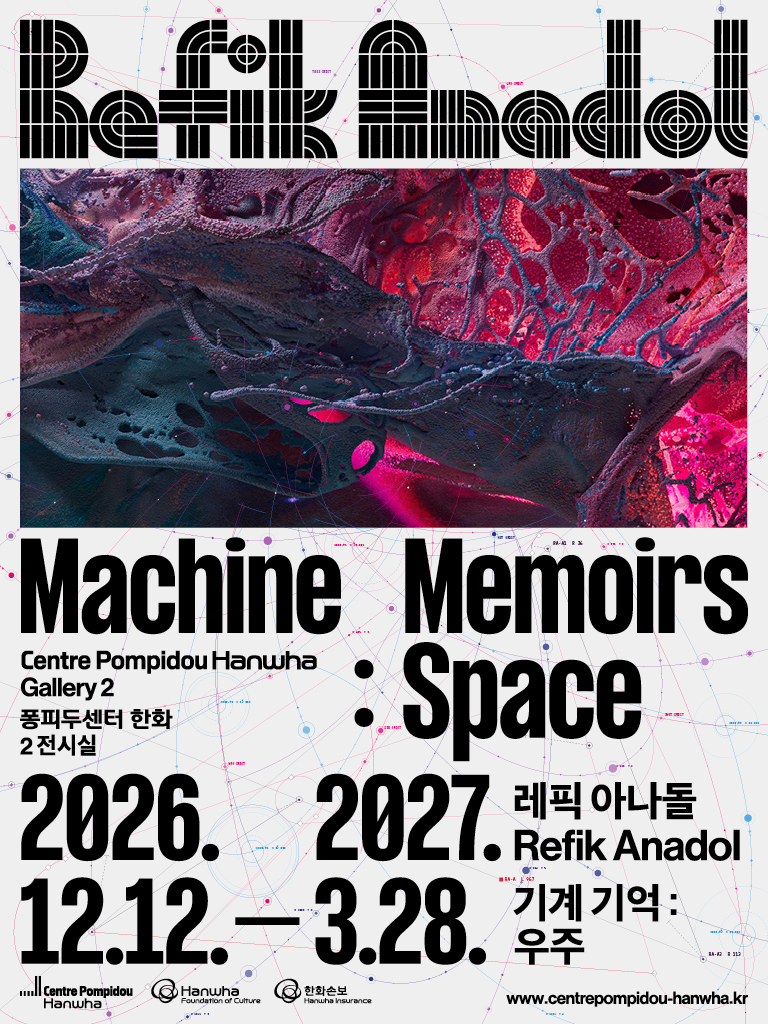 Refik Anadol
Machine Memoirs
: Space
Centre Pompidou Hanwha
Gallery 2
퐁피두센터 한화
2 전시실
2026.
12.12.—
2027.
3.28.
레픽 아나돌
Refik Anadol
기계 기억 :
우주
Centre Pompidou
Hanwha
Hanwha
Foundation of Culture
한화손보
Hanwha Insurance
www.centrepompidou-hanwha.kr